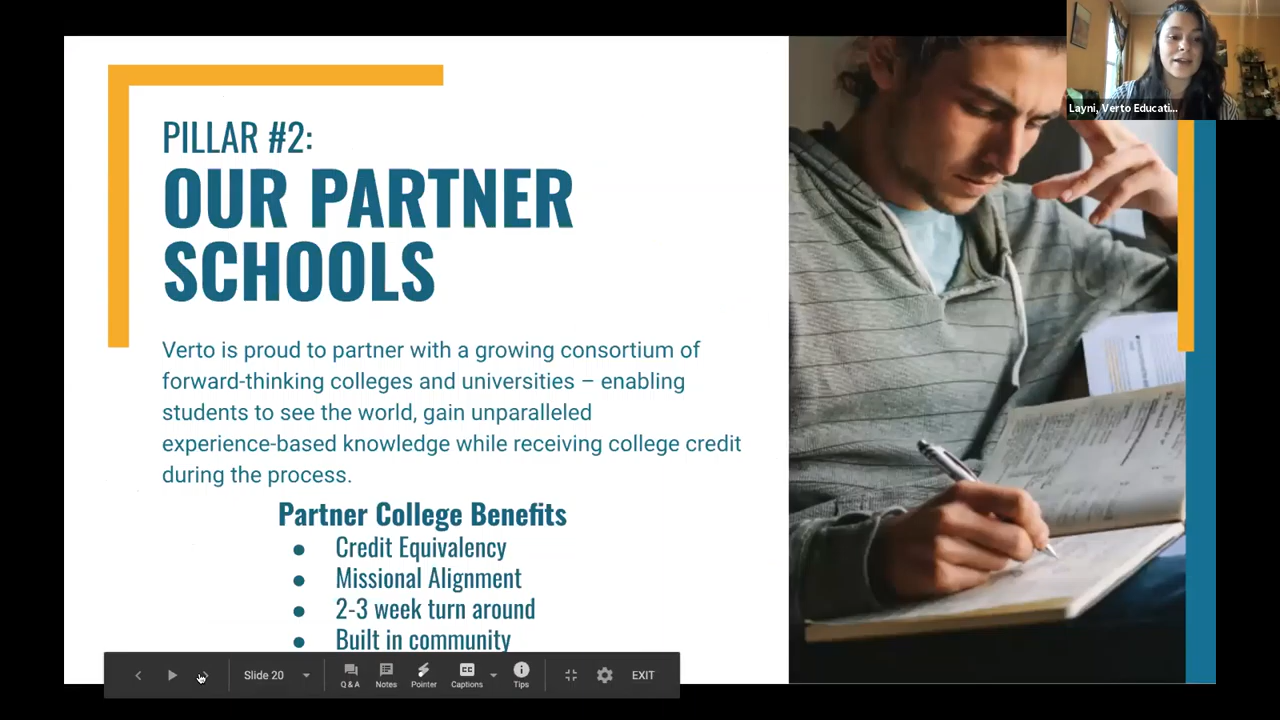 Layni, Verto Educati...
PILLAR #2:
OUR PARTNER
SCHOOLS
Verto is proud to partner with a growing consortium of
forward-thinking colleges and universities – enabling
students to see the world, gain unparalleled
experience-based knowledge while receiving college credit
during the process.
Partner College Benefits
● Credit Equivalency
● Missional Alignment
● 2-3 week turn around
● Built in community
Slide 20
Q & A
Notes
Pointer
Captions
Tips
EXIT